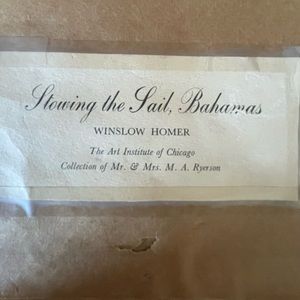 Stowing the Sail, Bahamas
WINSLOW HOMER
The Art Institute of Chicago
Collection of Mr. & Mrs. M. A. Ryerson